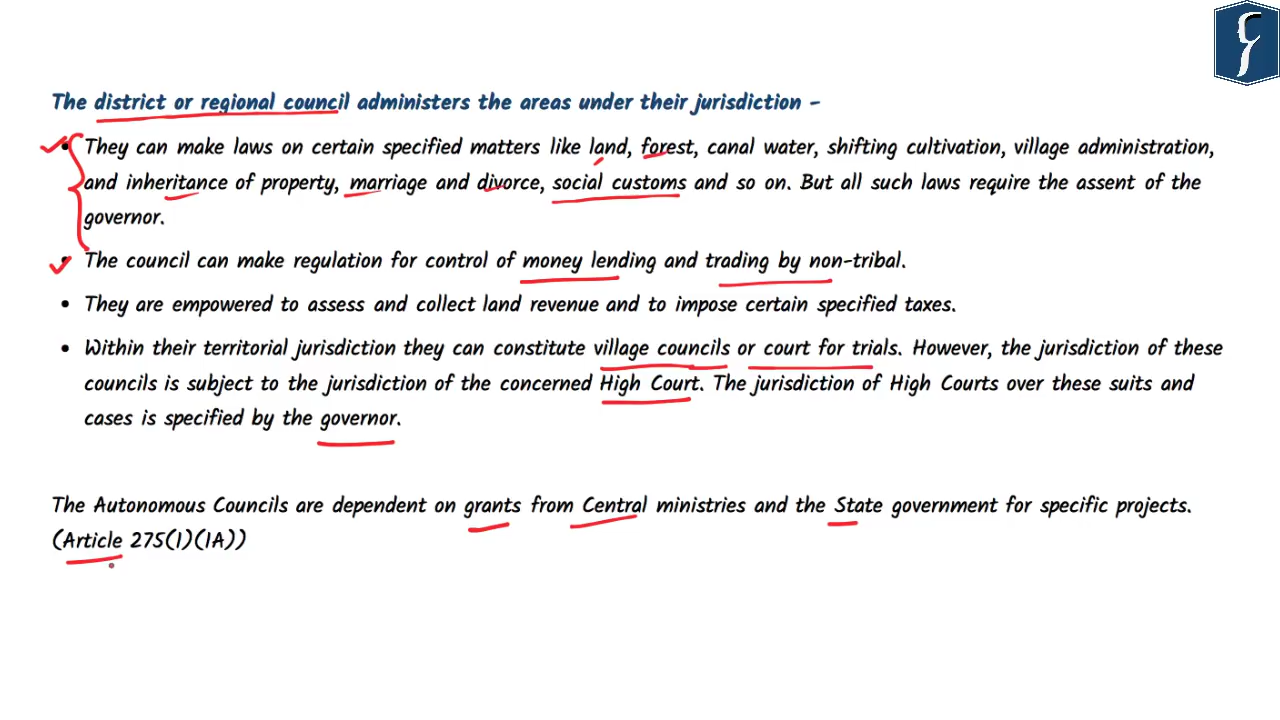 The district or regional council administers the areas under their jurisdiction -
• They can make laws on certain specified matters like land, forest, canal water, shifting cultivation, village administration,
and inheritance of property, marriage and divorce, social customs and so on. But all such laws require the assent of the
governor.
• The council can make regulation for control of money lending and trading by non-tribal.
• They are empowered to assess and collect land revenue and to impose certain specified taxes.
• Within their territorial jurisdiction they can constitute village councils or court for trials. However, the jurisdiction of these
councils is subject to the jurisdiction of the concerned High Court. The jurisdiction of High Courts over these suits and
cases is specified by the governor.
The Autonomous Councils are dependent on grants from Central ministries and the State government for specific projects.
(Article 275(1)(1A))